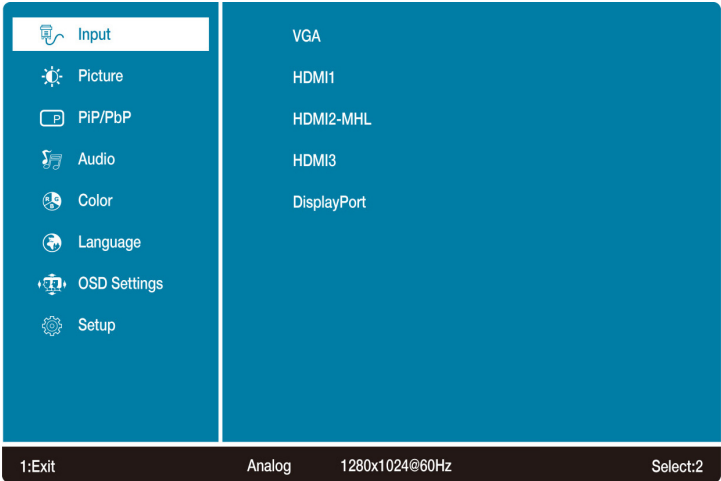 Input
Picture
PiP/PbP
Audio
Color
Language
OSD Settings
Setup
VGA
HDMI1
HDMI2-MHL
HDMI3
DisplayPort
1:Exit Analog 1280x1024@60Hz Select:2